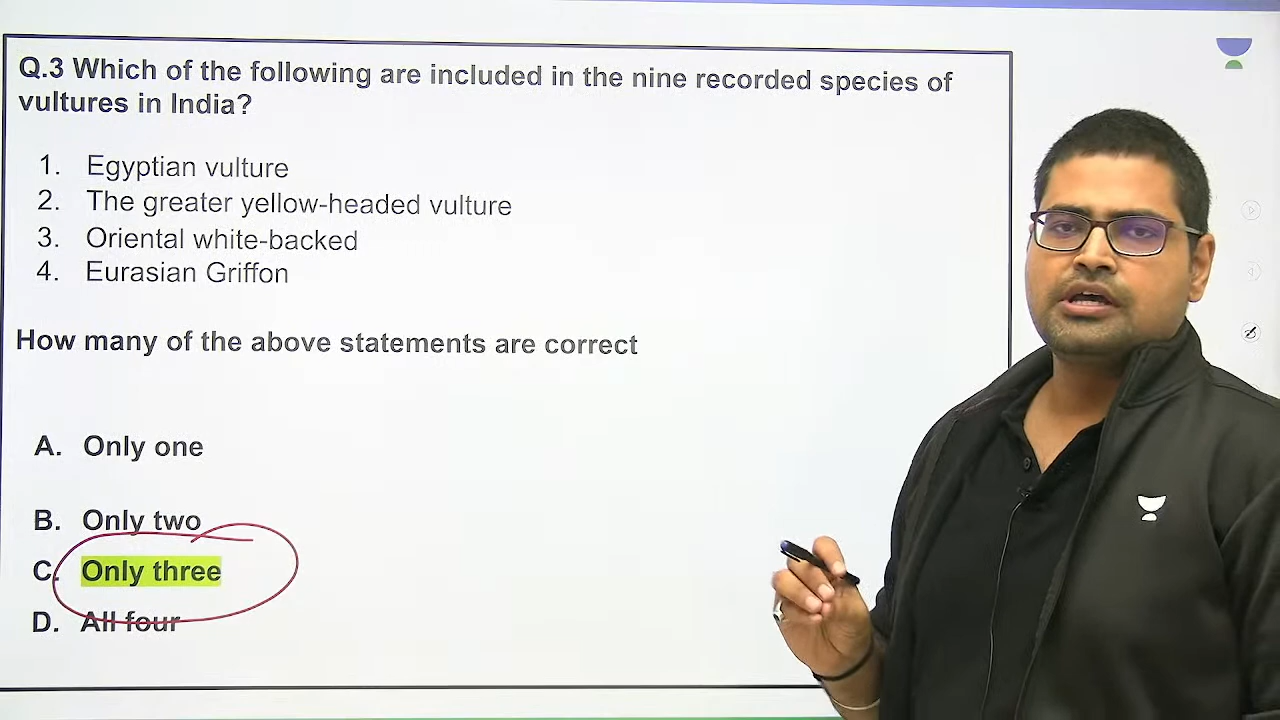 Q.3 Which of the following are included in the nine recorded species of
vultures in India?
1. Egyptian vulture
2. The greater yellow-headed vulture
3. Oriental white-backed
4. Eurasian Griffon
How many of the above statements are correct
A. Only one
B. Only two
C. Only three
D. All four